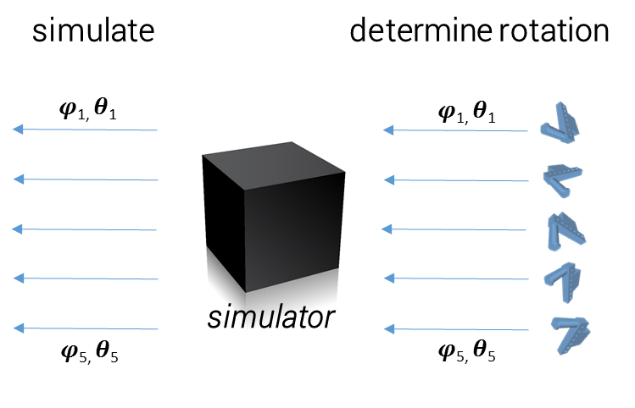 simulate
determine rotation
φ1, θ1
φ1, θ1
simulator
φ5, θ5
φ5, θ5